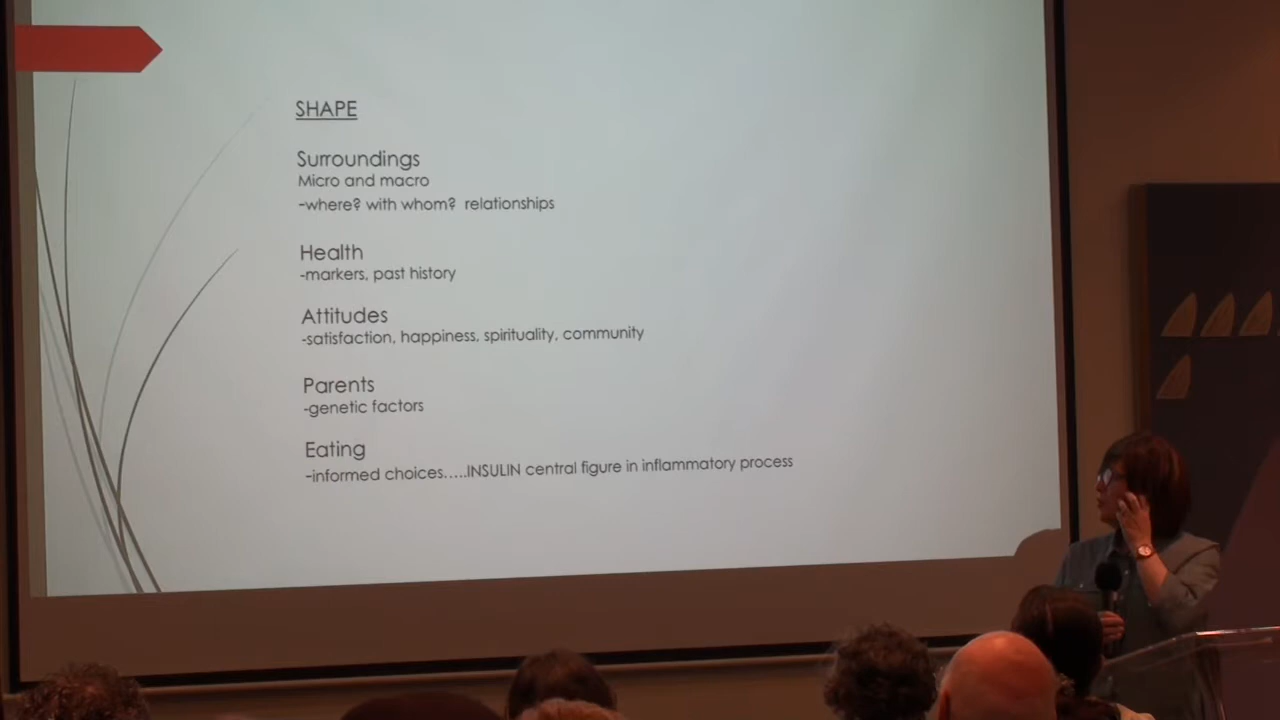 SHAPE
Surroundings
Micro and macro
-where? with whom? relationships
Health
-markers, past history
Attitudes
-satisfaction, happiness, spirituality, community
Parents
-genetic factors
Eating
-informed choices.....INSULIN central figure in inflammatory process